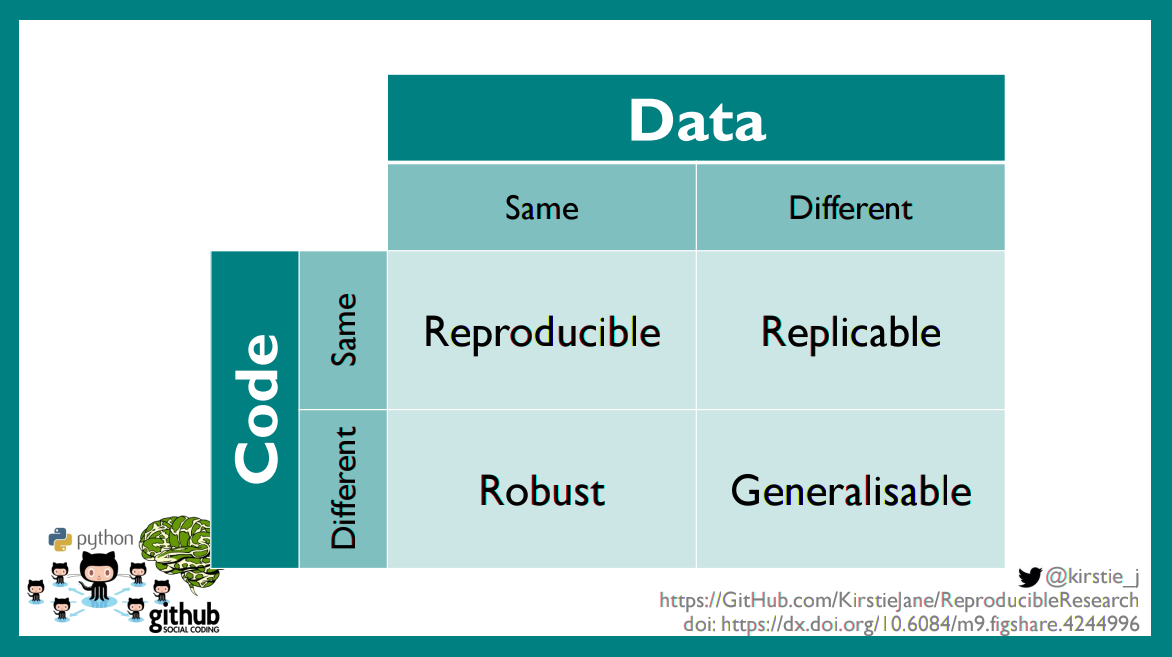 Data
Same
Different
Code
Same
Reproducible
Replicable
Different
Robust
Generalisable
python
github
SOCIAL CODING
@kirstie_j
https://GitHub.com/KirstieJane/ReproducibleResearch
doi: https://dx.doi.org/10.6084/m9.figshare.4244996